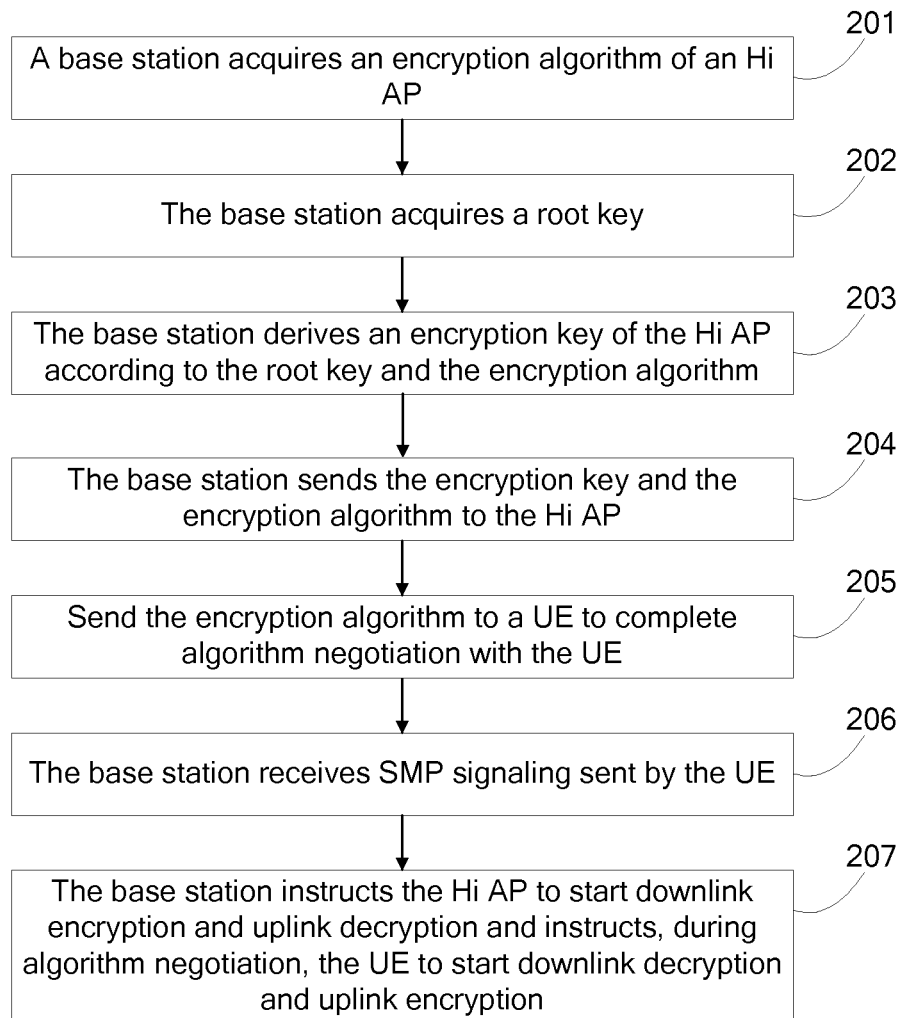 201
A base station acquires an encryption algorithm of an Hi
AP
202
The base station acquires a root key
203
The base station derives an encryption key of the Hi AP
according to the root key and the encryption algorithm
204
The base station sends the encryption key and the
encryption algorithm to the Hi AP
205
Send the encryption algorithm to a UE to complete
algorithm negotiation with the UE
206
The base station receives SMP signaling sent by the UE
207
The base station instructs the Hi AP to start downlink
encryption and uplink decryption and instructs, during
algorithm negotiation, the UE to start downlink decryption
and uplink encryption